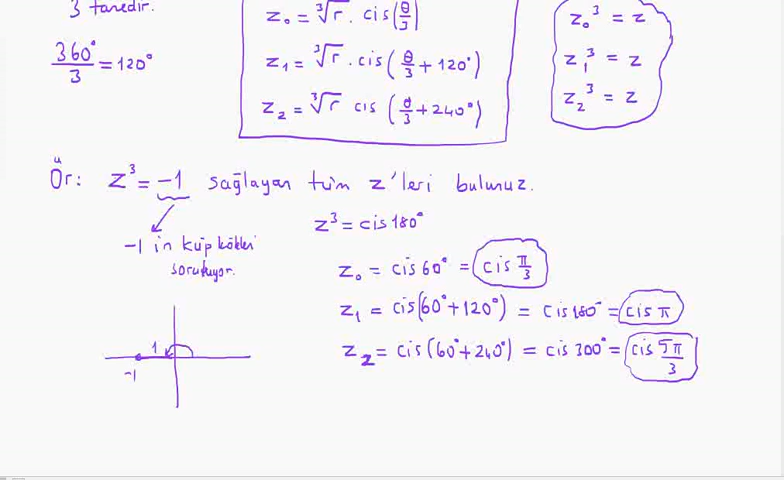 3 tanedir.
360°/3 = 120°
z₀ = ∛r . cis(θ/3)
z₁ = ∛r . cis(θ/3 + 120°)
z₂ = ∛r cis (θ/3 + 240°)
z₀³ = z
z₁³ = z
z₂³ = z
Ör: z³ = -1 sağlayan tüm z'leri bulunuz.
-1 in küp kökleri
soruluyor.
z³ = cis 180°
z₀ = cis 60° = cis π/3
z₁ = cis(60° + 120°) = cis 180° = cis π
z₂ = cis(60° + 240°) = cis 300° = cis 5π/3
1
-1